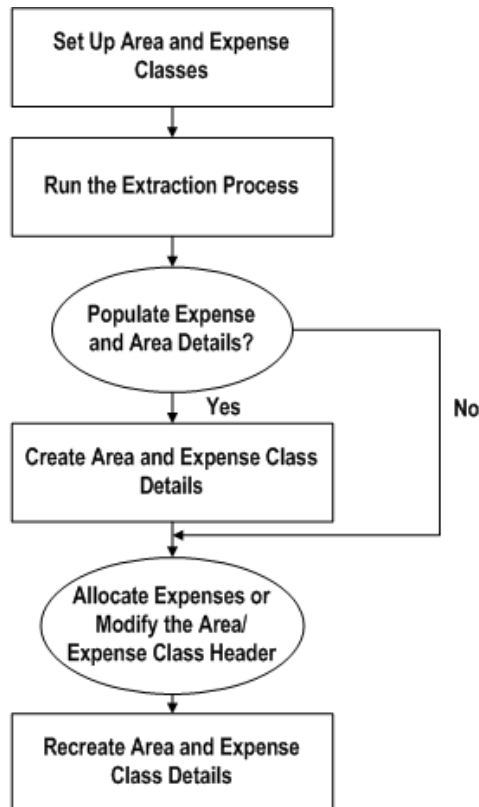 Set Up Area and Expense
Classes
Run the Extraction Process
Populate Expense
and Area Details?
Yes
No
Create Area and Expense Class
Details
Allocate Expenses or
Modify the Area/
Expense Class Header
Recreate Area and Expense
Class Details